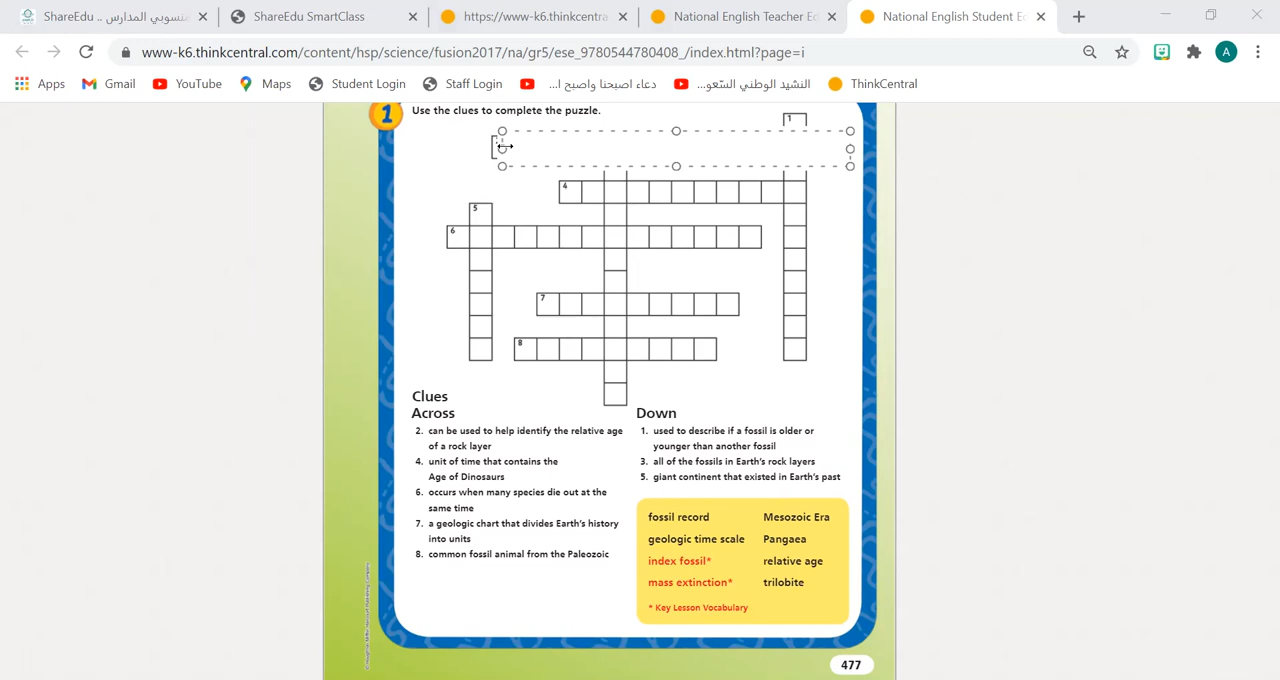 ShareEdu .. منسوبي المدارس
ShareEdu SmartClass
https://www-k6.thinkcentra
National English Teacher Ed
National English Student Ec
www-k6.thinkcentral.com/content/hsp/science/fusion2017/na/gr5/ese_9780544780408_/index.html?page=i
A
Apps
Gmail
YouTube
Maps
Student Login
Staff Login
دعاء اصبحنا واصبح ا...
النشيد الوطني السعو...
ThinkCentral
1
Use the clues to complete the puzzle.
1
4
5
6
7
8
Clues
Across
2. can be used to help identify the relative age
of a rock layer
4. unit of time that contains the
Age of Dinosaurs
6. occurs when many species die out at the
same time
7. a geologic chart that divides Earth's history
into units
8. common fossil animal from the Paleozoic
Down
1. used to describe if a fossil is older or
younger than another fossil
3. all of the fossils in Earth's rock layers
5. giant continent that existed in Earth's past
fossil record
geologic time scale
index fossil*
mass extinction*
Mesozoic Era
Pangaea
relative age
trilobite
* Key Lesson Vocabulary
477